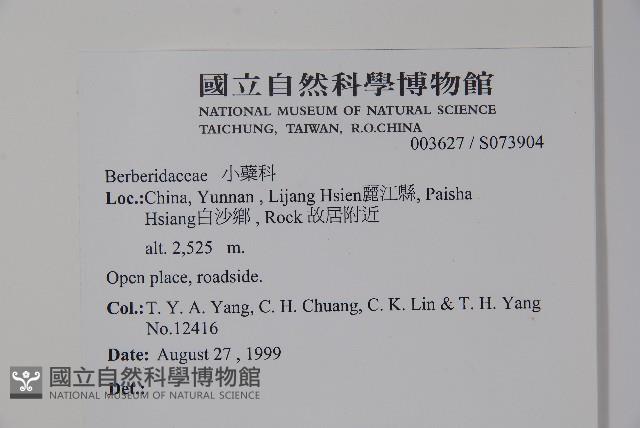 國立自然科學博物館
NATIONAL MUSEUM OF NATURAL SCIENCE
TAICHUNG, TAIWAN, R.O.CHINA
003627 / S073904
Berberidaceae 小蘗科
Loc.:China, Yunnan , Lijang Hsien麗江縣, Paisha
Hsiang白沙鄉 , Rock 故居附近
alt. 2,525 m.
Open place, roadside.
Col.:T. Y. A. Yang, C. H. Chuang, C. K. Lin & T. H. Yang
No.12416
Date: August 27 , 1999
Det.:
國立自然科學博物館
NATIONAL MUSEUM OF NATURAL SCIENCE